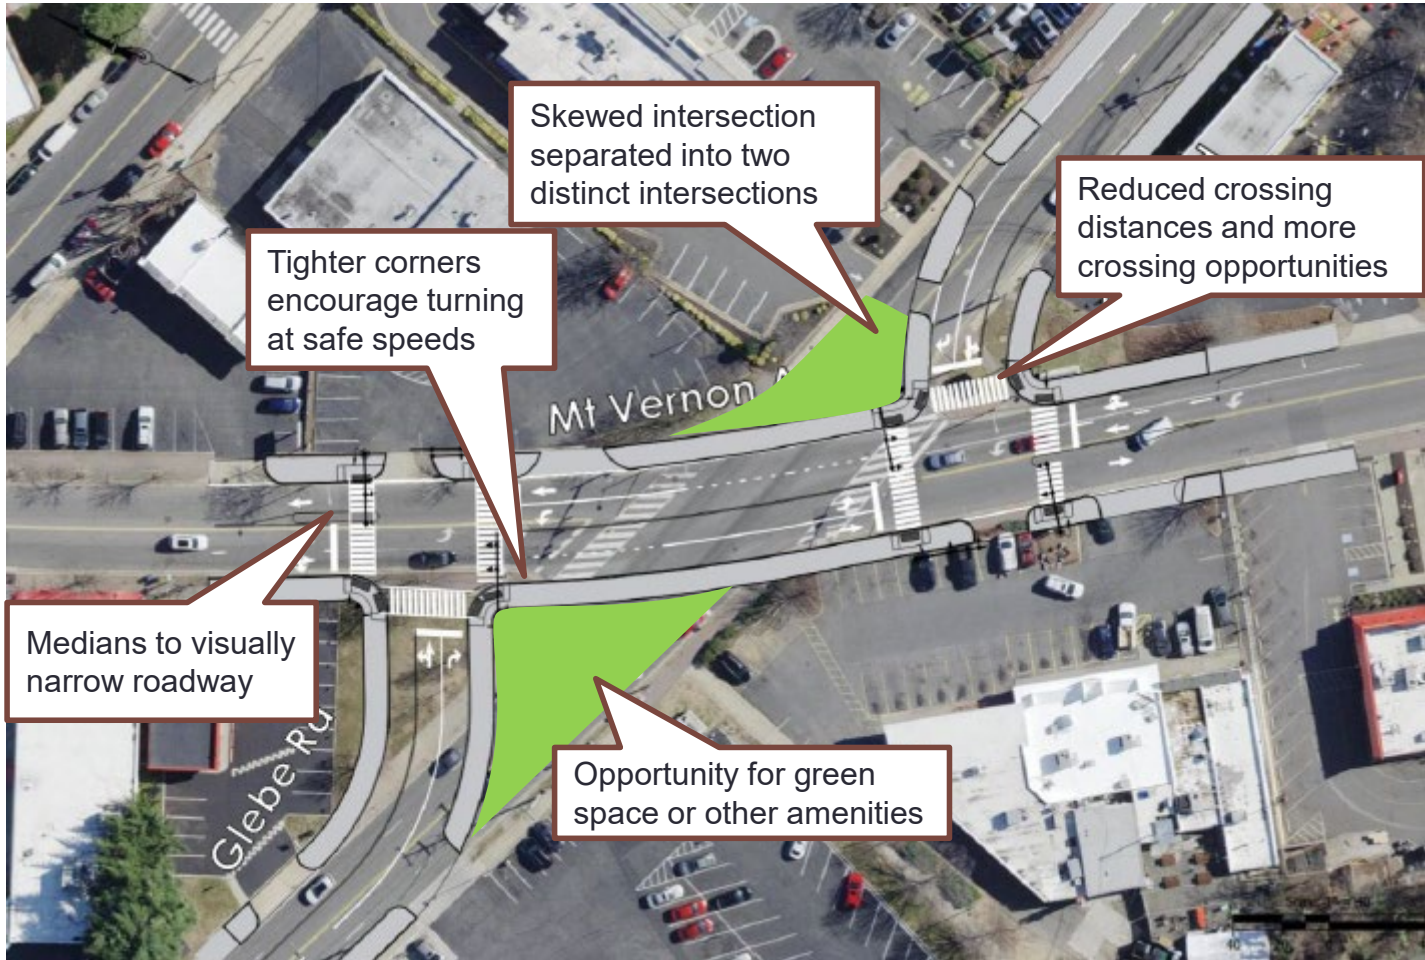 Skewed intersection
separated into two
distinct intersections
Reduced crossing
distances and more
crossing opportunities
Tighter corners
encourage turning
at safe speeds
Mt Vernon
Medians to visually
narrow roadway
Glebe Rd
Opportunity for green
space or other amenities